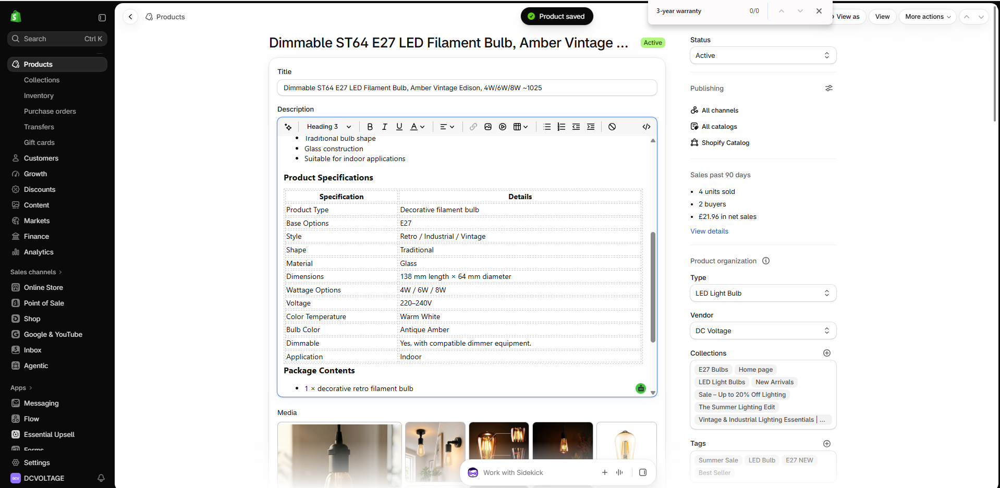 Search Ctrl K
Products
Collections
Inventory
Purchase orders
Transfers
Gift cards
Customers
Growth
Discounts
Content
Markets
Finance
Analytics
Sales channels
Online Store
Point of Sale
Shop
Google & YouTube
Inbox
Agentic
Apps
Messaging
Flow
Essential Upsell
Forms
Settings
DCV DCVOLTAGE
Products
Product saved
3-year warranty 0/0
View as
View
More actions
Dimmable ST64 E27 LED Filament Bulb, Amber Vintage ...
Active
Title
Dimmable ST64 E27 LED Filament Bulb, Amber Vintage Edison, 4W/6W/8W ~1025
Description
Heading 3
Traditional bulb shape
Glass construction
Suitable for indoor applications
Product Specifications
Specification Details
Product Type Decorative filament bulb
Base Options E27
Style Retro / Industrial / Vintage
Shape Traditional
Material Glass
Dimensions 138 mm length × 64 mm diameter
Wattage Options 4W / 6W / 8W
Voltage 220–240V
Color Temperature Warm White
Bulb Color Antique Amber
Dimmable Yes, with compatible dimmer equipment.
Application Indoor
Package Contents
1 × decorative retro filament bulb
Media
Work with Sidekick
Status
Active
Publishing
All channels
All catalogs
Shopify Catalog
Sales past 90 days
4 units sold
2 buyers
£21.96 in net sales
View details
Product organization
Type
LED Light Bulb
Vendor
DC Voltage
Collections
E27 Bulbs Home page
LED Light Bulbs New Arrivals
Sale – Up to 20% Off Lighting
The Summer Lighting Edit
Vintage & Industrial Lighting Essentials | ...
Tags
Summer Sale LED Bulb E27 NEW
Best Seller